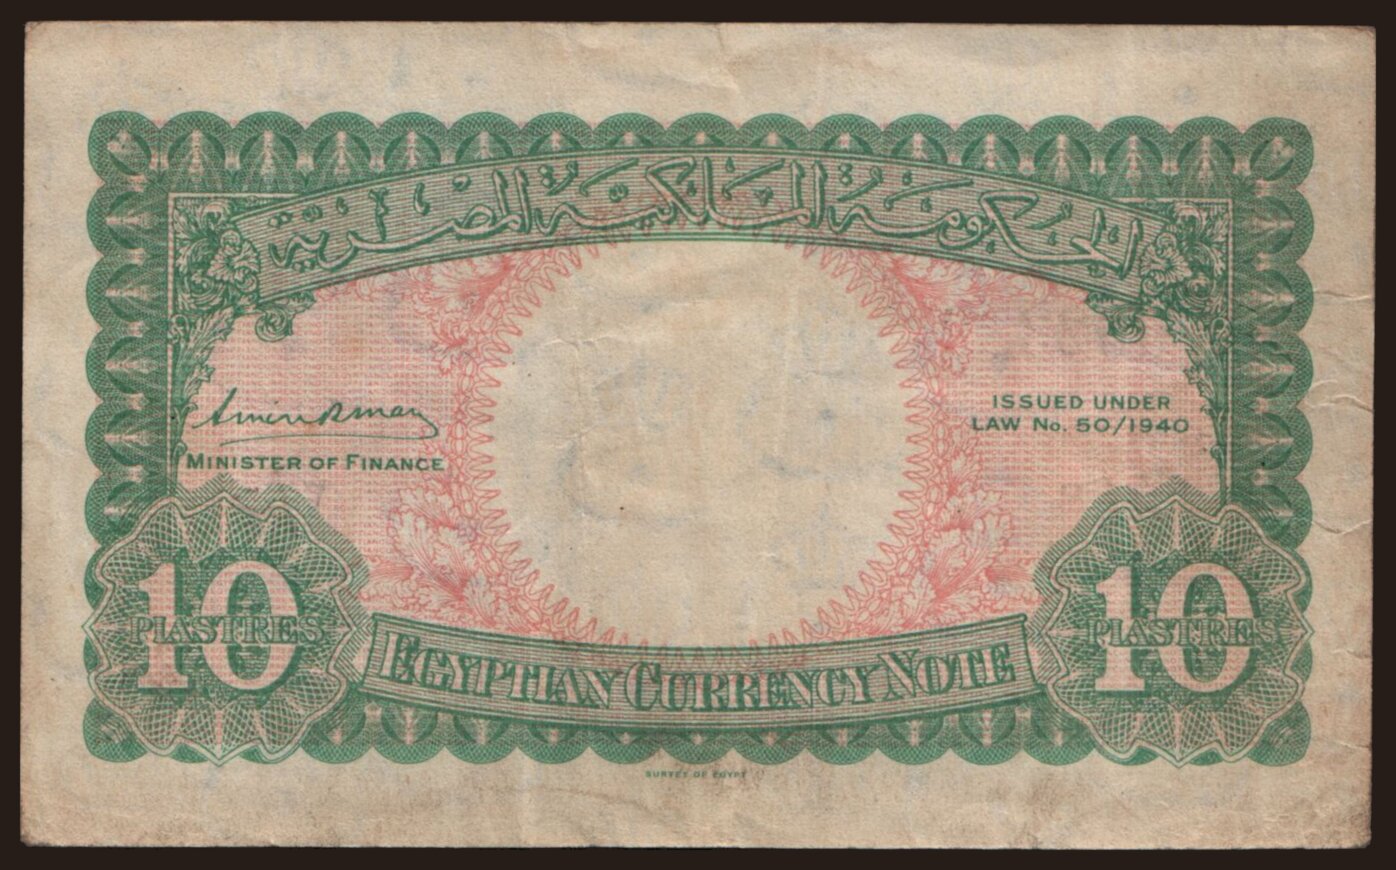 الحكومة الملكية المصرية
ISSUED UNDER
LAW No. 50/1940
MINISTER OF FINANCE
10
PIASTRES
10
PIASTRES
EGYPTIAN CURRENCY NOTE
SURVEY OF EGYPT